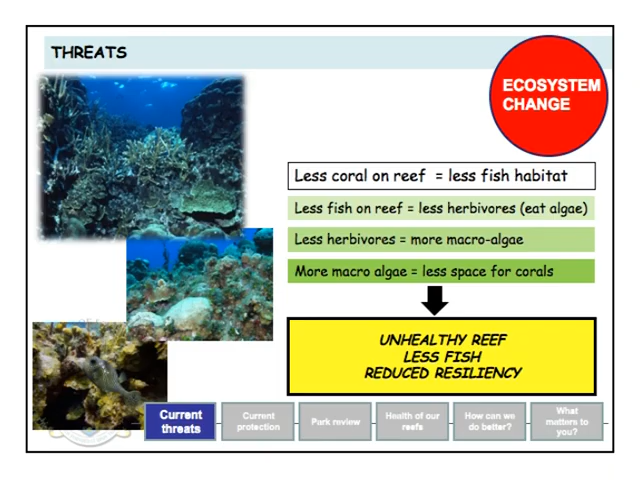 THREATS
ECOSYSTEM
CHANGE
Less coral on reef = less fish habitat
Less fish on reef = less herbivores (eat algae)
Less herbivores = more macro-algae
More macro algae = less space for corals
UNHEALTHY REEF
LESS FISH
REDUCED RESILIENCY
Current
threats
Current
protection
Park review
Health of our
reefs
How can we
do better?
What
matters to
you?